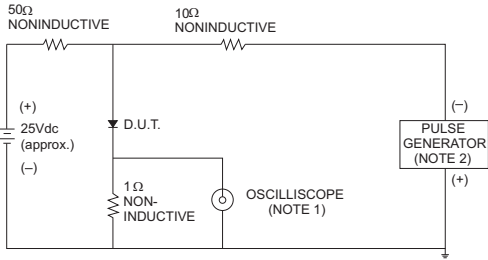 50Ω
NONINDUCTIVE
10Ω
NONINDUCTIVE
(+)
25Vdc
(approx.)
(–)
D.U.T.
1Ω
NON-
INDUCTIVE
OSCILLISCOPE
(NOTE 1)
(–)
PULSE
GENERATOR
(NOTE 2)
(+)